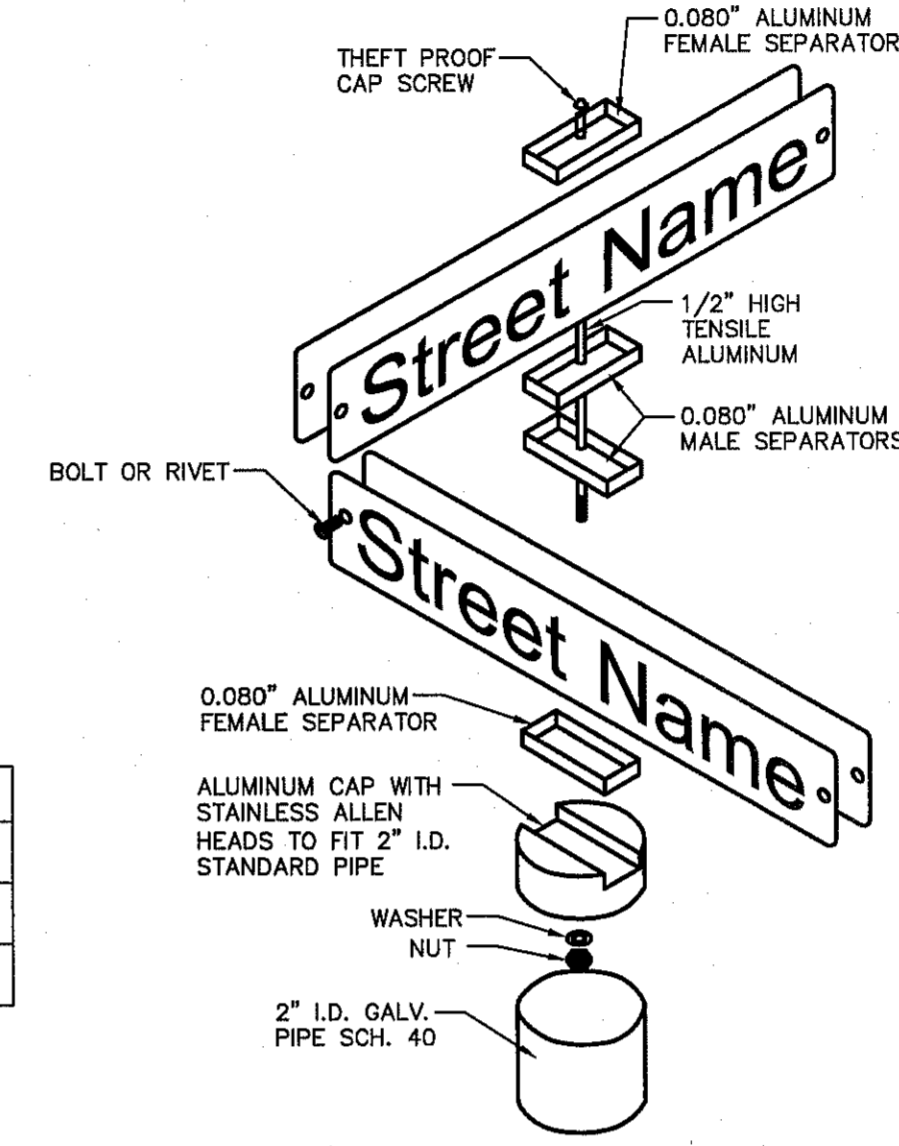 0.080" ALUMINUM
FEMALE SEPARATOR
THEFT PROOF
CAP SCREW
Street Name
1/2" HIGH
TENSILE
ALUMINUM
0.080" ALUMINUM
MALE SEPARATORS
BOLT OR RIVET
Street Name
0.080" ALUMINUM
FEMALE SEPARATOR
ALUMINUM CAP WITH
STAINLESS ALLEN
HEADS TO FIT 2" I.D.
STANDARD PIPE
WASHER
NUT
2" I.D. GALV.
PIPE SCH. 40